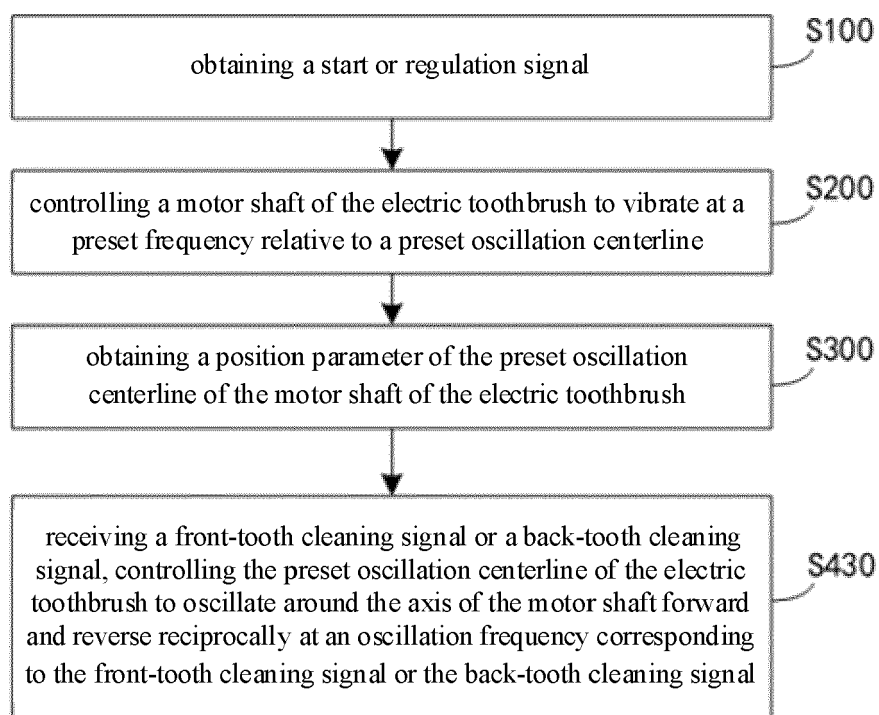 obtaining a start or regulation signal
S100
controlling a motor shaft of the electric toothbrush to vibrate at a
preset frequency relative to a preset oscillation centerline
S200
obtaining a position parameter of the preset oscillation
centerline of the motor shaft of the electric toothbrush
S300
receiving a front-tooth cleaning signal or a back-tooth cleaning
signal, controlling the preset oscillation centerline of the electric
toothbrush to oscillate around the axis of the motor shaft forward
and reverse reciprocally at an oscillation frequency corresponding
to the front-tooth cleaning signal or the back-tooth cleaning signal
S430